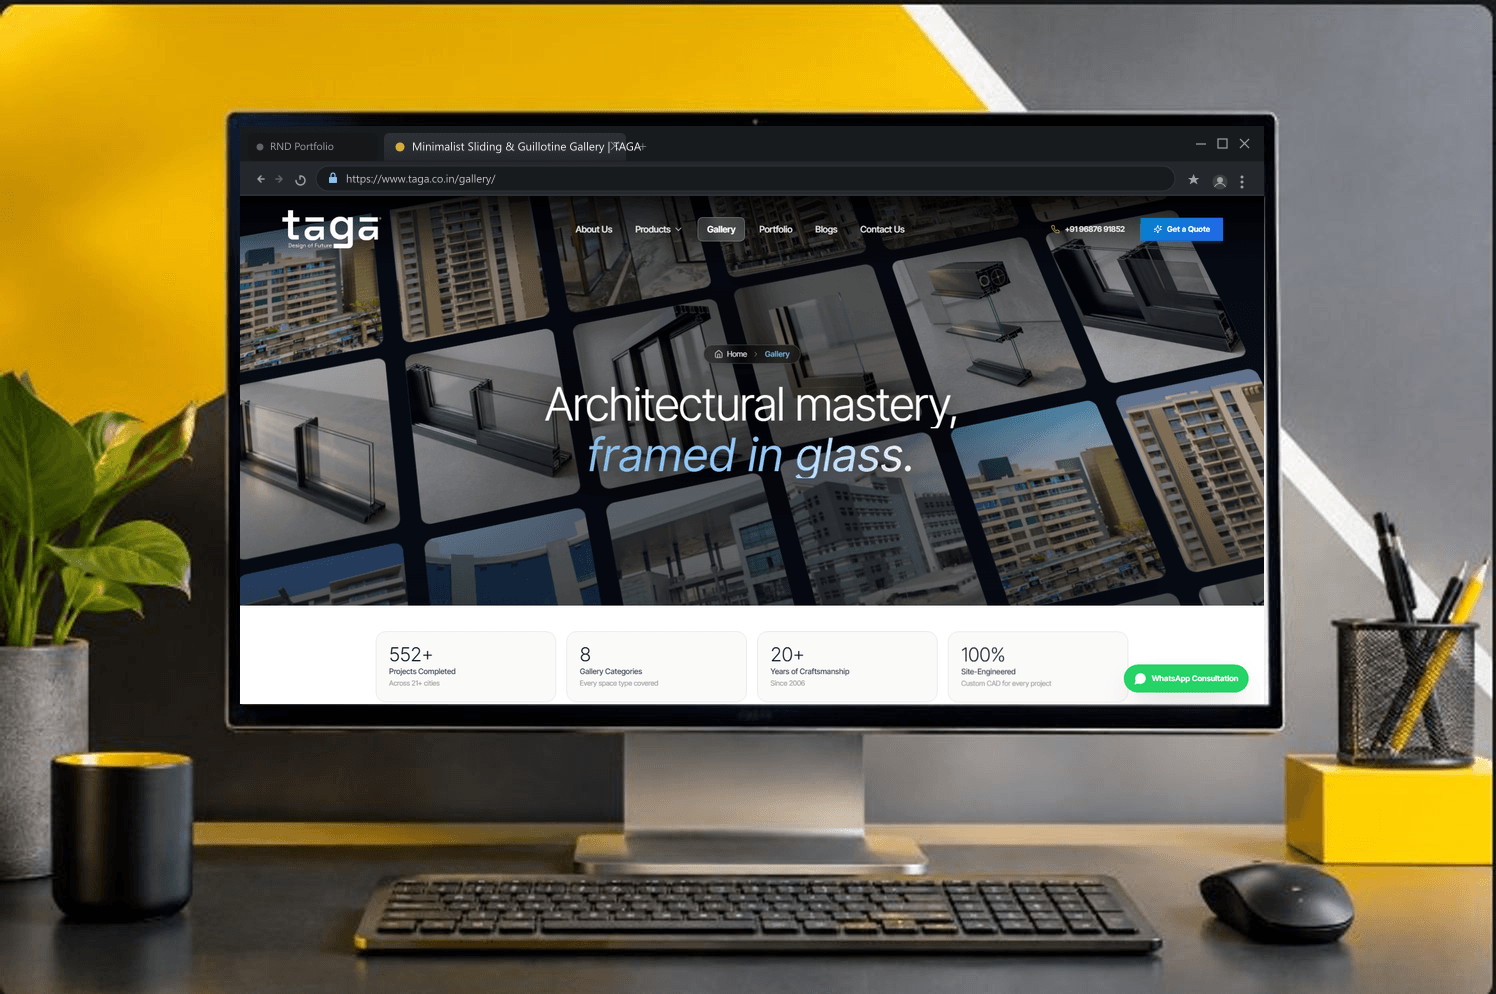 RND Portfolio
Minimalist Sliding & Guillotine Gallery | TAGA
https://www.taga.co.in/gallery/
taga
Design of Future
About Us
Products
Gallery
Portfolio
Blogs
Contact Us
+91 96876 91852
Get a Quote
Home > Gallery
Architectural mastery,
framed in glass.
552+
Projects Completed
Across 21+ cities
8
Gallery Categories
Every space type covered
20+
Years of Craftsmanship
Since 2006
100%
Site-Engineered
Custom CAD for every project
WhatsApp Consultation